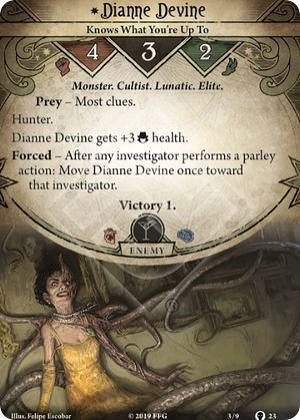 Dianne Devine
Knows What You're Up To
4 3 2
Monster. Cultist. Lunatic. Elite.
Prey – Most clues.
Hunter.
Dianne Devine gets +3 health.
Forced – After any investigator performs a parley
action: Move Dianne Devine once toward
that investigator.
Victory 1.
ENEMY
Illus. Felipe Escobar © 2019 FFG 3/9 23